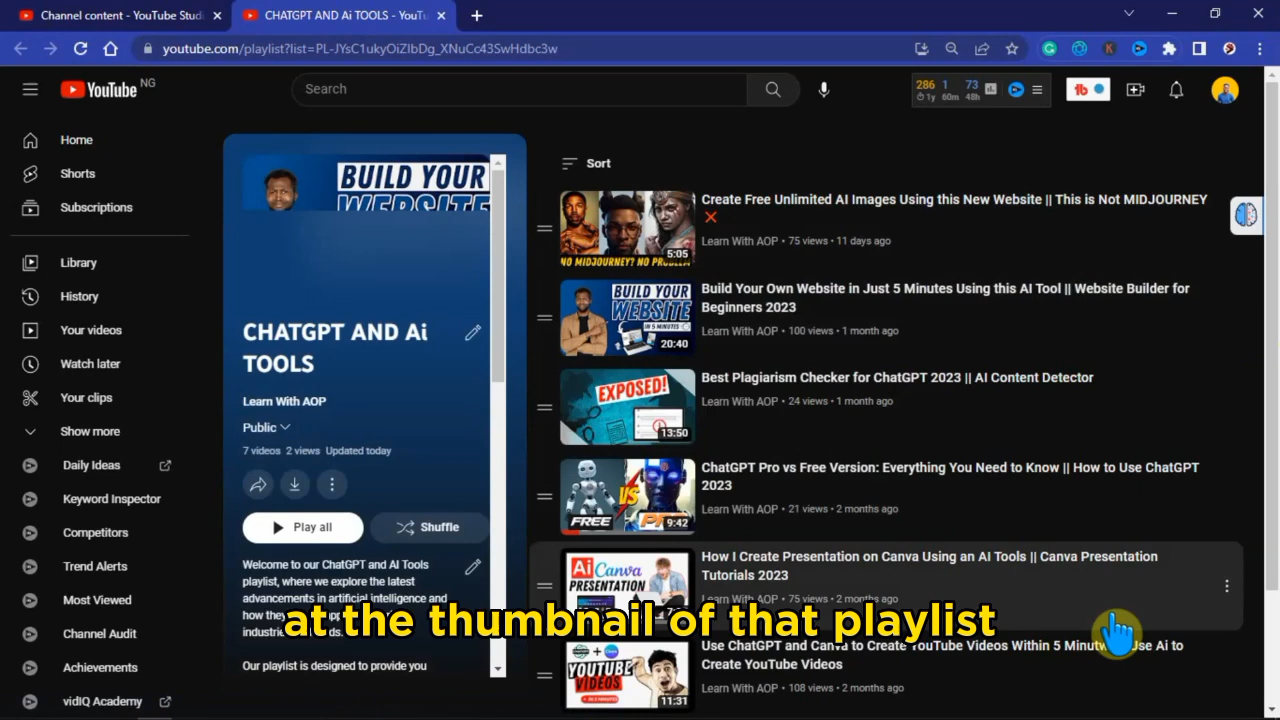 Channel content - YouTube Studi
CHATGPT AND Ai TOOLS - YouTu
youtube.com/playlist?list=PL-JYsC1ukyOiZIbDg_XNuCc43SwHdbc3w
YouTube NG
Search
286 1 73
1y 60m 48h
tb
Home
Shorts
Subscriptions
Library
History
Your videos
Watch later
Your clips
Show more
Daily Ideas
Keyword Inspector
Competitors
Trend Alerts
Most Viewed
Channel Audit
Achievements
vidIQ Academy
BUILD YOUR
WEBSITE
CHATGPT AND Ai
TOOLS
Learn With AOP
Public
7 videos 2 views Updated today
Play all
Shuffle
Welcome to our ChatGPT and AI Tools
playlist, where we explore the latest
advancements in artificial intelligence and
how they
Our playlist is designed to provide you
Sort
NO MIDJOURNEY? NO PROBLEM
5:05
Create Free Unlimited AI Images Using this New Website || This is Not MIDJOURNEY
❌
Learn With AOP • 75 views • 11 days ago
BUILD YOUR
WEBSITE
IN 5 MINUTES
20:40
Build Your Own Website in Just 5 Minutes Using this AI Tool || Website Builder for
Beginners 2023
Learn With AOP • 100 views • 1 month ago
EXPOSED!
13:50
Best Plagiarism Checker for ChatGPT 2023 || AI Content Detector
Learn With AOP • 24 views • 1 month ago
VS
FREE
9:42
ChatGPT Pro vs Free Version: Everything You Need to Know || How to Use ChatGPT
2023
Learn With AOP • 21 views • 2 months ago
Ai Canva
PRESENTATION
How I Create Presentation on Canva Using an AI Tools || Canva Presentation
Tutorials 2023
Learn With AOP • 75 views • 2 months ago
at the thumbnail of that playlist
YOUTUBE
VIDEOS
11:31
Use ChatGPT and Canva to Create YouTube Videos Within 5 Minut Use Ai to
Create YouTube Videos
Learn With AOP • 108 views • 2 months ago